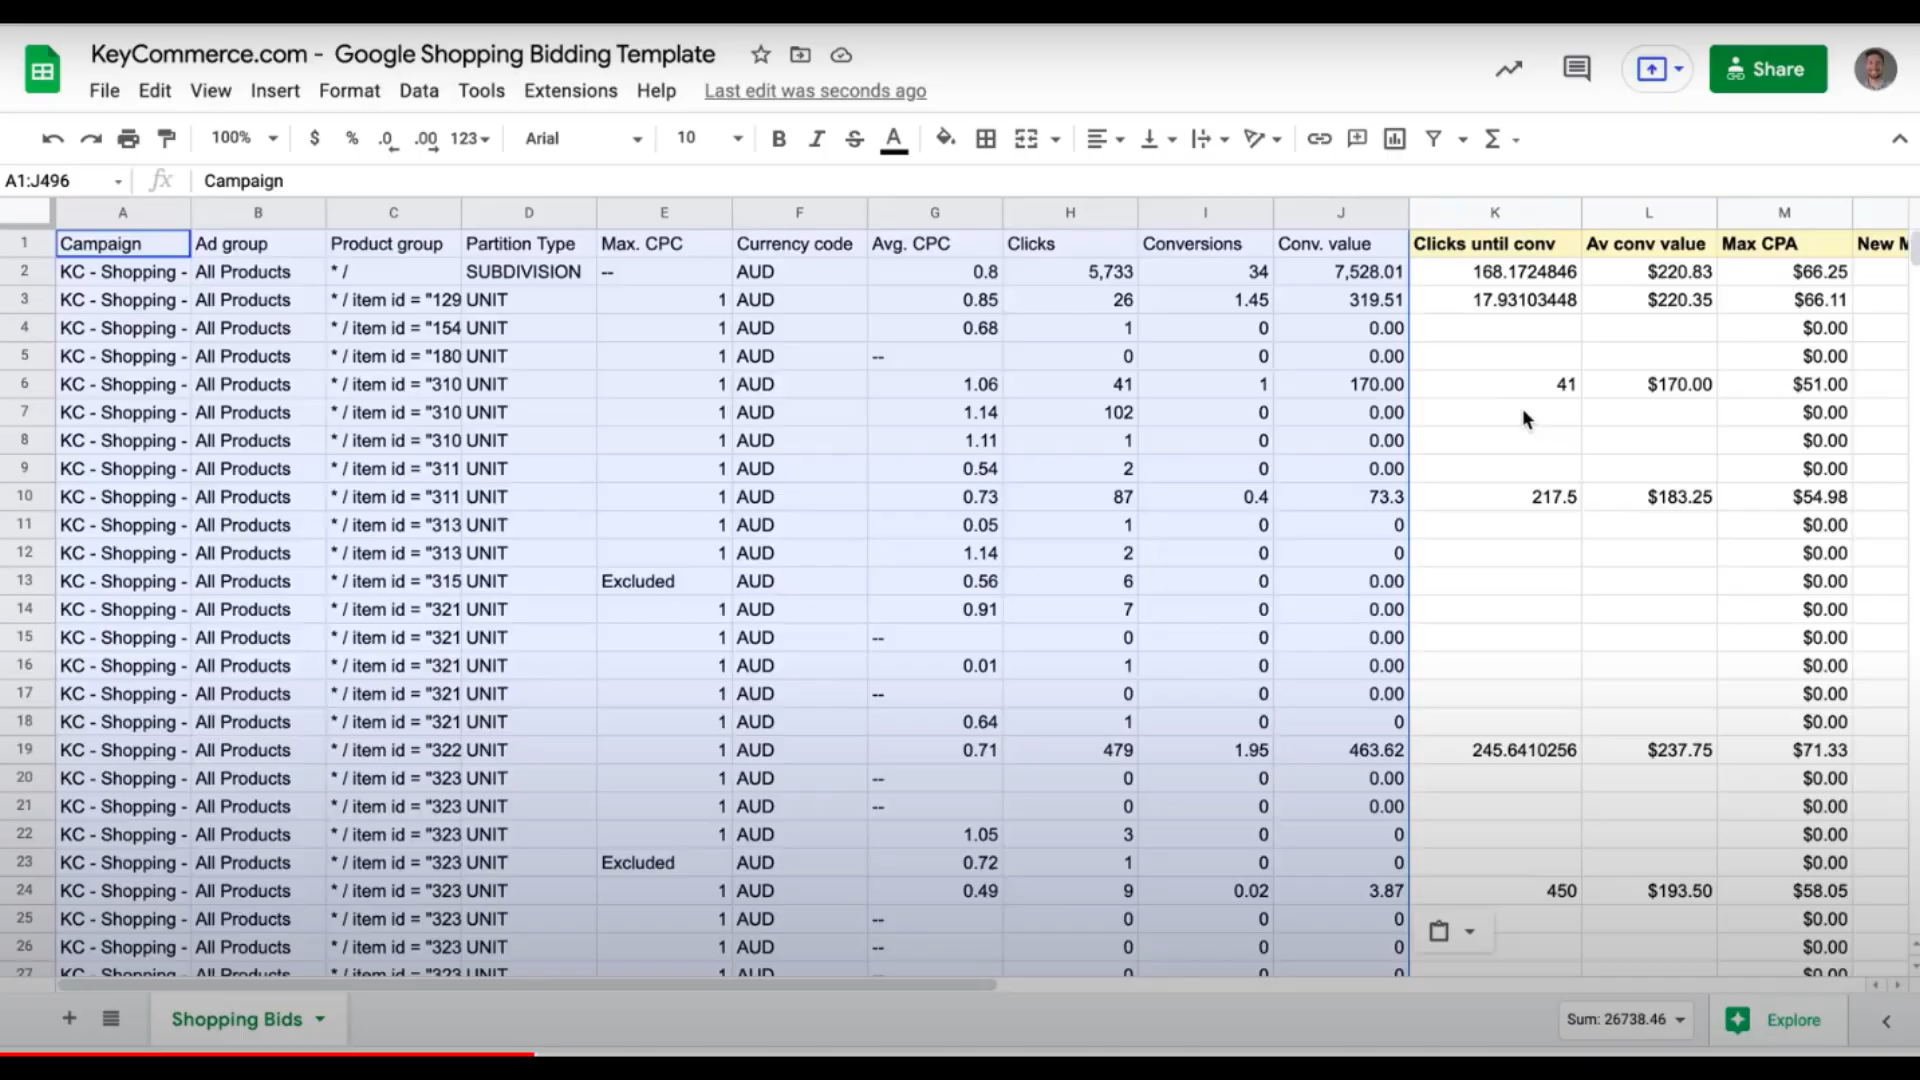 KeyCommerce.com - Google Shopping Bidding Template
Share
File Edit View Insert Format Data Tools Extensions Help Last edit was seconds ago
100% $ % .0 .00 123 Arial 10 B I S A
A1:J496 fx Campaign
A B C D E F G H I J K L M
1 Campaign Ad group Product group Partition Type Max. CPC Currency code Avg. CPC Clicks Conversions Conv. value Clicks until conv Av conv value Max CPA New M
2 KC - Shopping - All Products * / SUBDIVISION -- AUD 0.8 5,733 34 7,528.01 168.1724846 $220.83 $66.25
3 KC - Shopping - All Products * / item id = "129 UNIT 1 AUD 0.85 26 1.45 319.51 17.93103448 $220.35 $66.11
4 KC - Shopping - All Products * / item id = "154 UNIT 1 AUD 0.68 1 0 0.00 $0.00
5 KC - Shopping - All Products * / item id = "180 UNIT 1 AUD -- 0 0 0.00 $0.00
6 KC - Shopping - All Products * / item id = "310 UNIT 1 AUD 1.06 41 1 170.00 41 $170.00 $51.00
7 KC - Shopping - All Products * / item id = "310 UNIT 1 AUD 1.14 102 0 0.00 $0.00
8 KC - Shopping - All Products * / item id = "310 UNIT 1 AUD 1.11 1 0 0.00 $0.00
9 KC - Shopping - All Products * / item id = "311 UNIT 1 AUD 0.54 2 0 0.00 $0.00
10 KC - Shopping - All Products * / item id = "311 UNIT 1 AUD 0.73 87 0.4 73.3 217.5 $183.25 $54.98
11 KC - Shopping - All Products * / item id = "313 UNIT 1 AUD 0.05 1 0 0 $0.00
12 KC - Shopping - All Products * / item id = "313 UNIT 1 AUD 1.14 2 0 0 $0.00
13 KC - Shopping - All Products * / item id = "315 UNIT Excluded AUD 0.56 6 0 0.00 $0.00
14 KC - Shopping - All Products * / item id = "321 UNIT 1 AUD 0.91 7 0 0.00 $0.00
15 KC - Shopping - All Products * / item id = "321 UNIT 1 AUD -- 0 0 0.00 $0.00
16 KC - Shopping - All Products * / item id = "321 UNIT 1 AUD 0.01 1 0 0.00 $0.00
17 KC - Shopping - All Products * / item id = "321 UNIT 1 AUD -- 0 0 0.00 $0.00
18 KC - Shopping - All Products * / item id = "321 UNIT 1 AUD 0.64 1 0 0 $0.00
19 KC - Shopping - All Products * / item id = "322 UNIT 1 AUD 0.71 479 1.95 463.62 245.6410256 $237.75 $71.33
20 KC - Shopping - All Products * / item id = "323 UNIT 1 AUD -- 0 0 0.00 $0.00
21 KC - Shopping - All Products * / item id = "323 UNIT 1 AUD -- 0 0 0.00 $0.00
22 KC - Shopping - All Products * / item id = "323 UNIT 1 AUD 1.05 3 0 0 $0.00
23 KC - Shopping - All Products * / item id = "323 UNIT Excluded AUD 0.72 1 0 0 $0.00
24 KC - Shopping - All Products * / item id = "323 UNIT 1 AUD 0.49 9 0.02 3.87 450 $193.50 $58.05
25 KC - Shopping - All Products * / item id = "323 UNIT 1 AUD -- 0 0 0 $0.00
26 KC - Shopping - All Products * / item id = "323 UNIT 1 AUD -- 0 0 0 $0.00
27 KC - Shopping - All Products * / item id = "323 UNIT 1 AUD -- 0 0 0 $0.00
Shopping Bids Sum: 26738.46 Explore